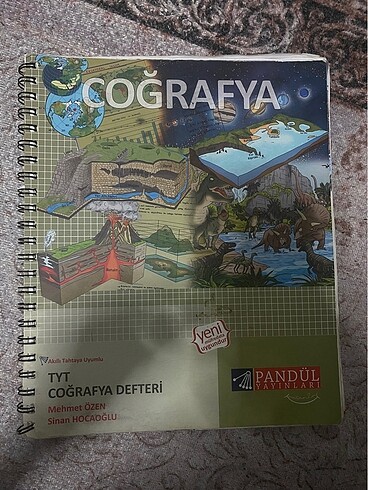 COĞRAFYA
yeni
uygundur
Akıllı Tahtaya Uyumlu
TYT
COĞRAFYA DEFTERİ
Mehmet ÖZEN
Sinan HOCAOĞLU
PANDÜL
YAYINLARI